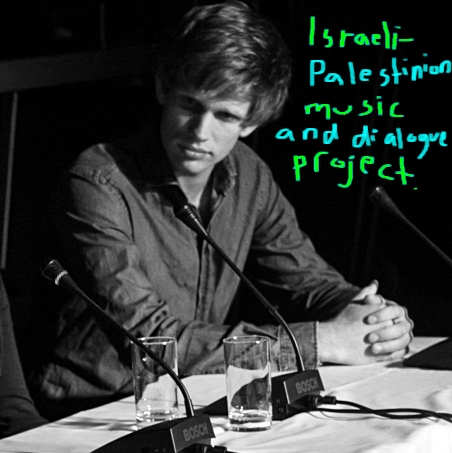 Israeli-
Palestinion
music
and dialogue
project.
BOSCH
BOSCH